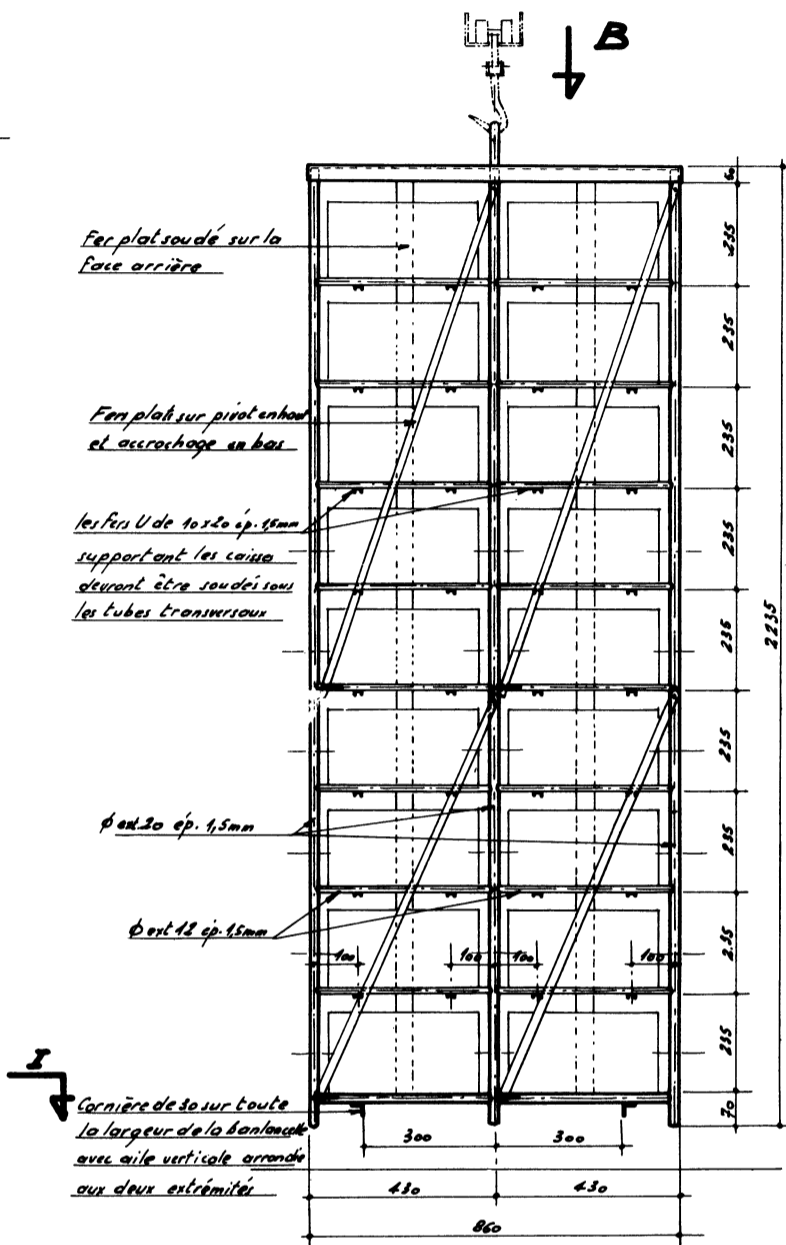 B
60
Fer plat soudé sur la
face arrière
235
235
Fers plats sur pivot en haut
et accrochage en bas
235
les fers U de 10x20 ép. 1,5mm
supportant les caisses
devront être soudés sous
les tubes transversaux
235
235
2235
235
φ ext. 20 ép. 1,5mm
235
φ ext 12 ép. 1,5mm
100 100 100 100
235
235
I
Cornière de 30 sur toute
la largeur de la banlancelle
avec aile verticale arrondie
aux deux extrémités
70
300 300
430 430
860